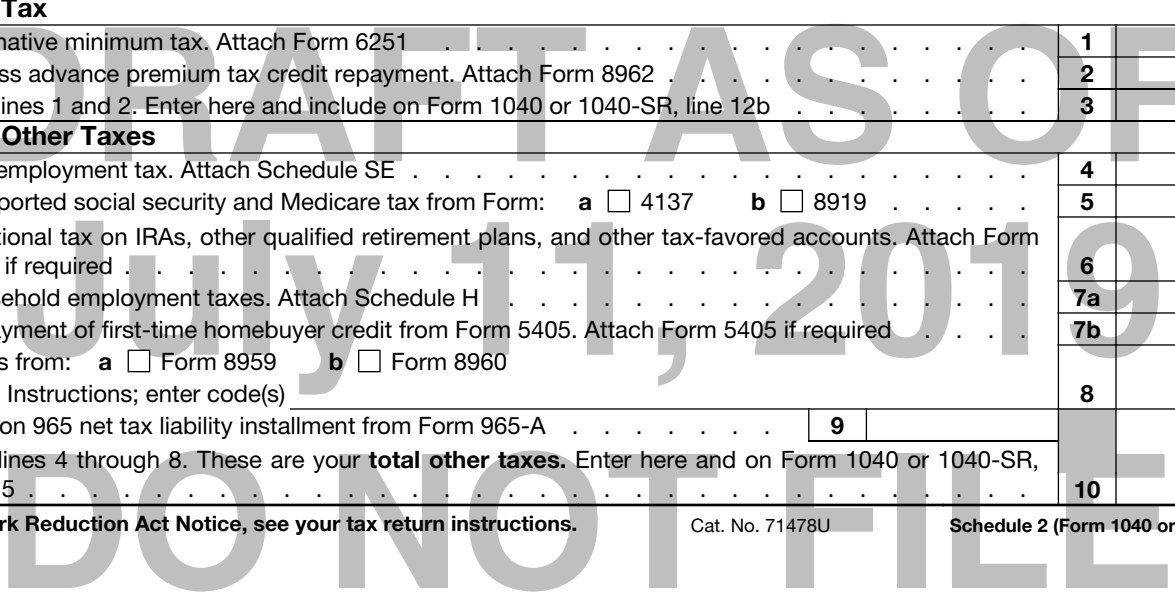 Tax
native minimum tax. Attach Form 6251 . . . . . . . . . . . . . . . . . . . 1
ss advance premium tax credit repayment. Attach Form 8962 . . . . . . . . . . . . 2
lines 1 and 2. Enter here and include on Form 1040 or 1040-SR, line 12b . . . . . . . . 3
Other Taxes
employment tax. Attach Schedule SE . . . . . . . . . . . . . . . . . . . . 4
ported social security and Medicare tax from Form: a ☐ 4137 b ☐ 8919 . . . . . 5
tional tax on IRAs, other qualified retirement plans, and other tax-favored accounts. Attach Form
if required . . . . . . . . . . . . . . . . . . . . . . . . . . . . . 6
sehold employment taxes. Attach Schedule H . . . . . . . . . . . . . . . . . 7a
yment of first-time homebuyer credit from Form 5405. Attach Form 5405 if required . . . . 7b
s from: a ☐ Form 8959 b ☐ Form 8960
Instructions; enter code(s) 8
on 965 net tax liability installment from Form 965-A . . . . . . . 9
lines 4 through 8. These are your total other taxes. Enter here and on Form 1040 or 1040-SR,
5 . . . . . . . . . . . . . . . . . . . . . . . . . . . . . . . . 10
rk Reduction Act Notice, see your tax return instructions. Cat. No. 71478U Schedule 2 (Form 1040 or
DRAFT AS OF
July 11, 2019
DO NOT FILE